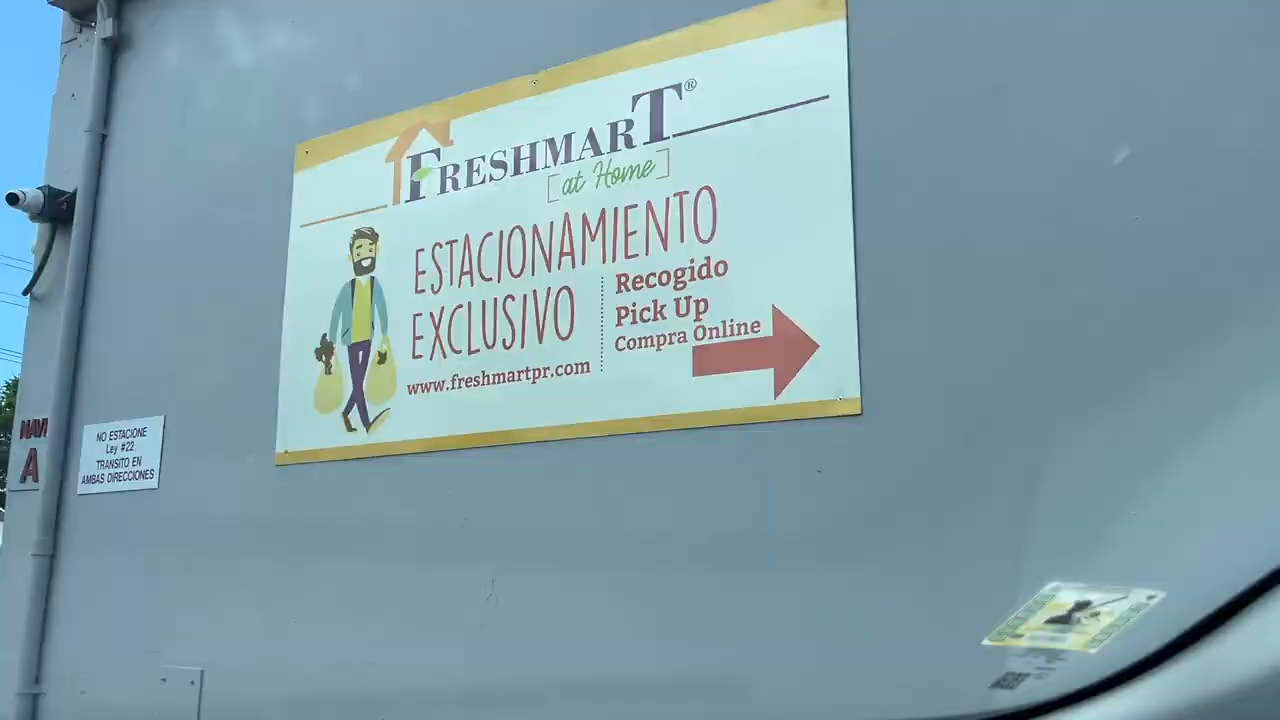 FRESHMART®
[at Home]
ESTACIONAMIENTO
EXCLUSIVO
www.freshmartpr.com
Recogido
Pick Up
Compra Online
NO ESTACIONE
Ley #22
TRANSITO EN
AMBAS DIRECCIONES
A